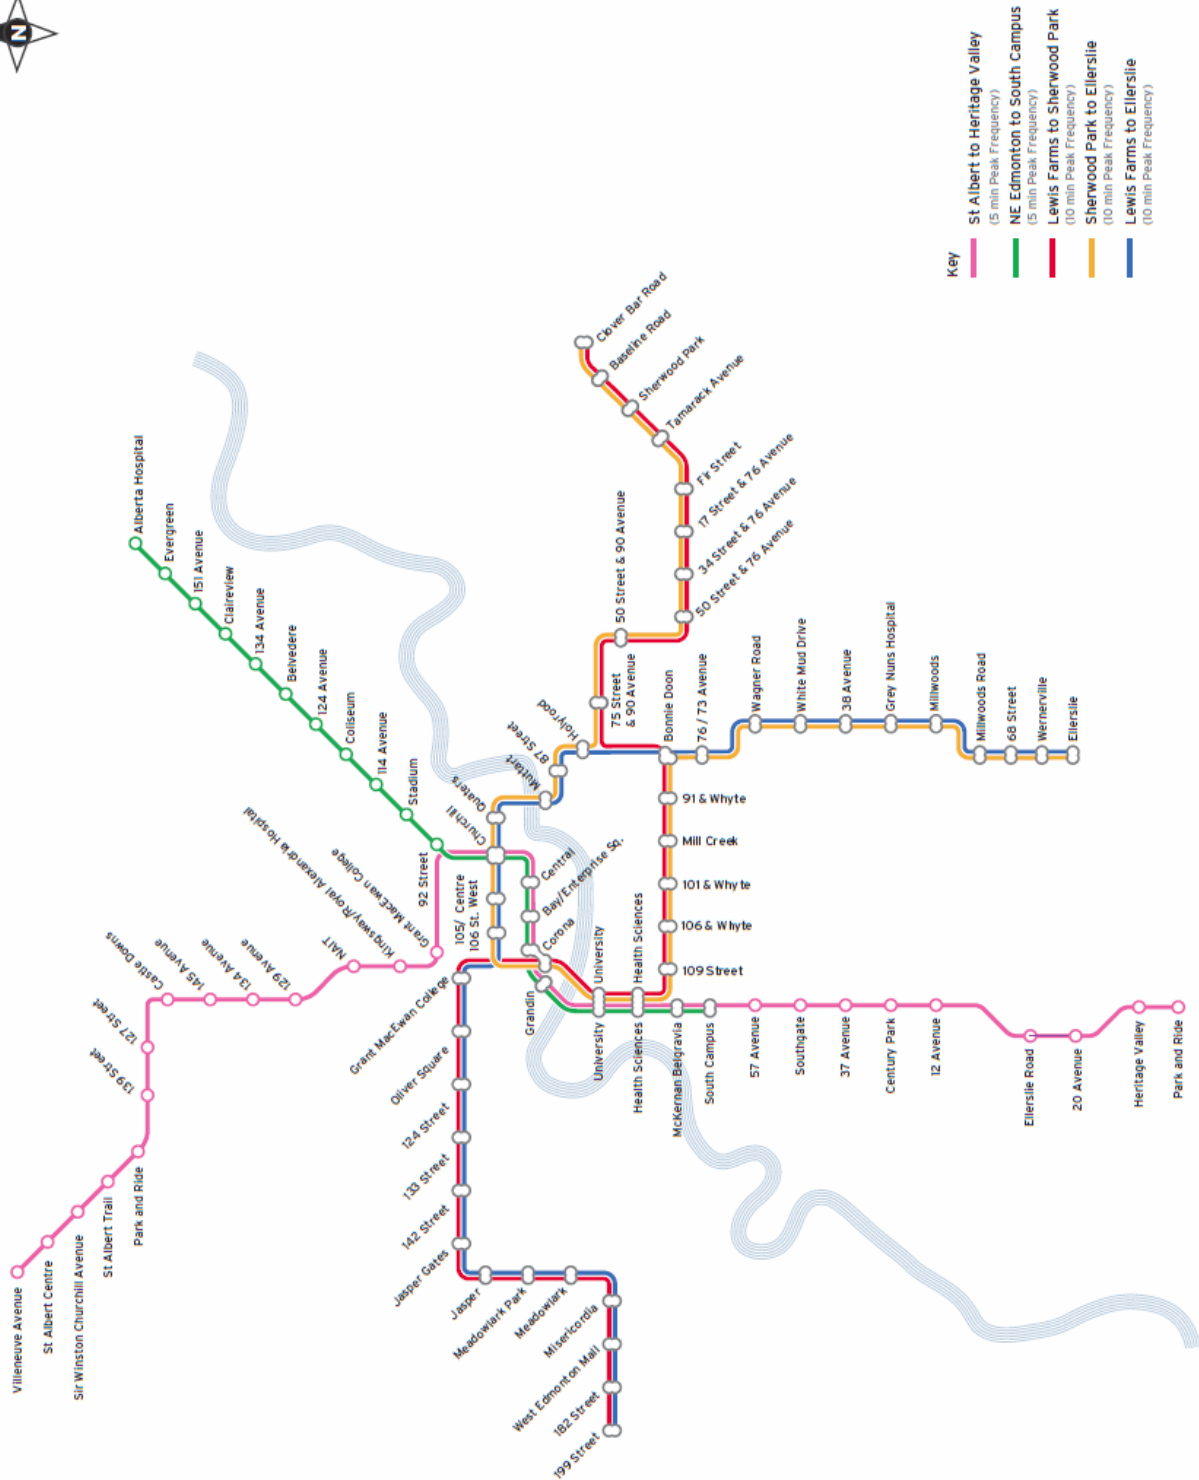 N
Villeneuve Avenue
St Albert Centre
Sir Winston Churchill Avenue
St Albert Trail
Park and Ride
139 Street
127 Street
Castle Downs
145 Avenue
134 Avenue
129 Avenue
NAIT
Kingsway/Royal Alexandria Hospital
Grant MacEwan College
Alberta Hospital
Evergreen
151 Avenue
Claireview
134 Avenue
Belvedere
124 Avenue
Coliseum
114 Avenue
Stadium
92 Street
Churchill
Quaters
Muttart
87 Street
Holyrood
105/ Centre
106 St. West
Central
Bay/Enterprise Sq.
Corona
Grandin
University
University
Health Sciences
Health Sciences
McKernan Belgravia
South Campus
57 Avenue
Southgate
37 Avenue
Century Park
12 Avenue
Ellerslie Road
20 Avenue
Heritage Valley
Park and Ride
Grant MacEwan College
Oliver Square
124 Street
133 Street
142 Street
Jasper Gates
Jasper
Meadowlark Park
Meadowlark
Misericordia
West Edmonton Mall
182 Street
199 Street
75 Street
& 90 Avenue
50 Street & 90 Avenue
50 Street & 76 Avenue
34 Street & 76 Avenue
17 Street & 76 Avenue
Fir Street
Tamarack Avenue
Sherwood Park
Baseline Road
Clover Bar Road
Bonnie Doon
91 & Whyte
Mill Creek
101 & Whyte
106 & Whyte
109 Street
76 / 73 Avenue
Wagner Road
White Mud Drive
38 Avenue
Grey Nuns Hospital
Millwoods
Millwoods Road
68 Street
Wernerville
Ellerslie
Key
St Albert to Heritage Valley
(5 min Peak Frequency)
NE Edmonton to South Campus
(5 min Peak Frequency)
Lewis Farms to Sherwood Park
(10 min Peak Frequency)
Sherwood Park to Ellerslie
(10 min Peak Frequency)
Lewis Farms to Ellerslie
(10 min Peak Frequency)